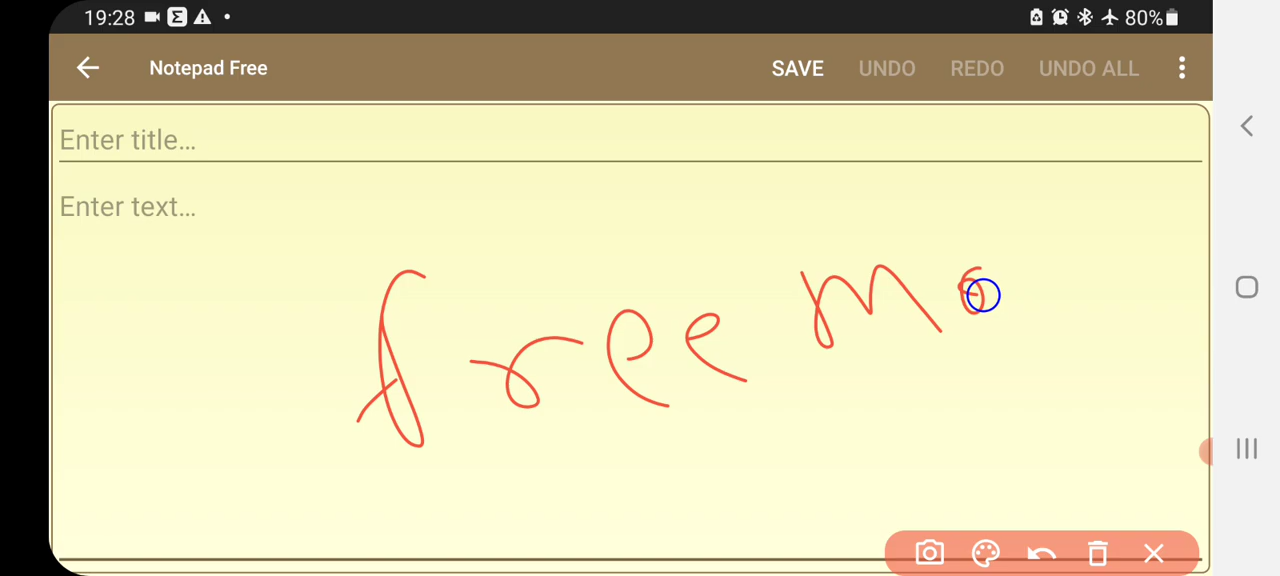 19:28 80%
Notepad Free SAVE UNDO REDO UNDO ALL
Enter title...
Enter text...
free mo